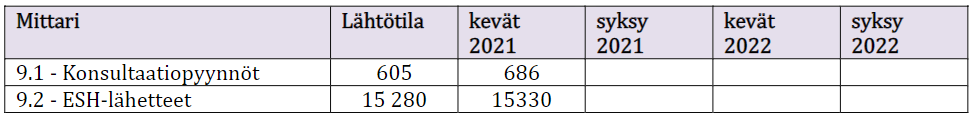 Mittari Lähtötila kevät 2021 syksy 2021 kevät 2022 syksy 2022
9.1 - Konsultaatiopyynnöt 605 686
9.2 - ESH-lähetteet 15 280 15330